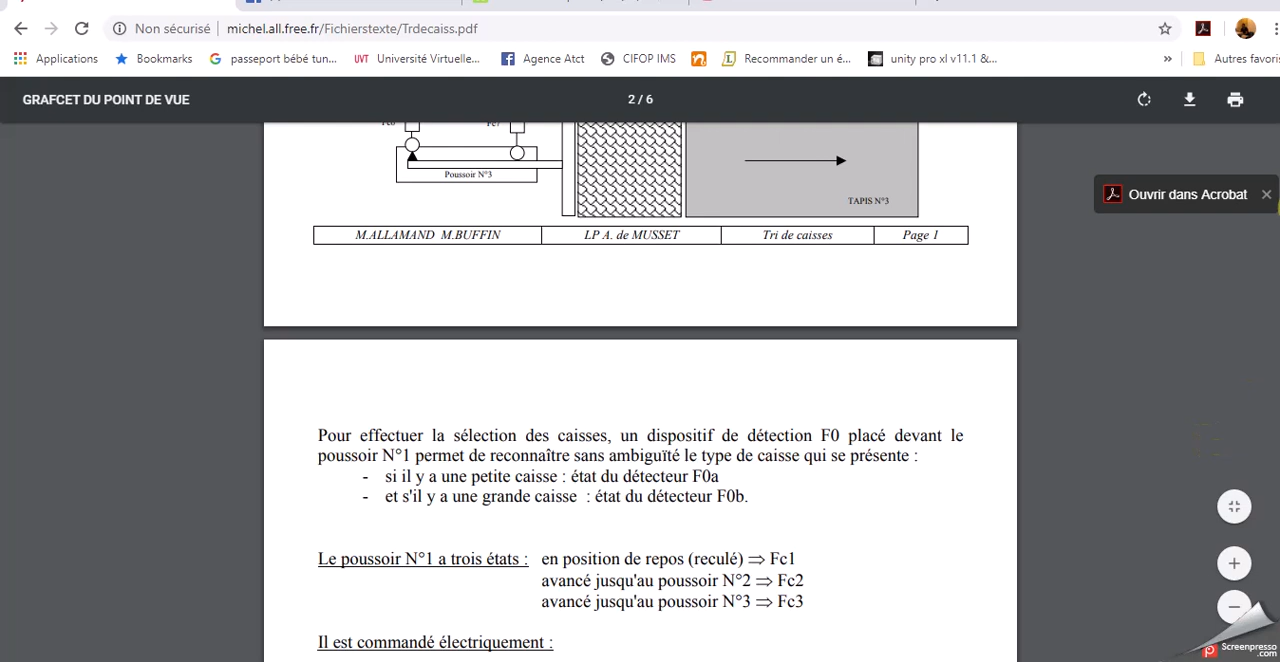 Non sécurisé
michel.all.free.fr/Fichierstexte/Trdecaiss.pdf
Applications
Bookmarks
passeport bébé tun...
UVT Université Virtuelle...
Agence Atct
CIFOP IMS
Recommander un é...
unity pro xl v11.1 &...
»
Autres favoris
GRAFCET DU POINT DE VUE
2 / 6
Ouvrir dans Acrobat
Poussoir N°3
TAPIS N°3
M.ALLAMAND M.BUFFIN
LP A. de MUSSET
Tri de caisses
Page 1
Pour effectuer la sélection des caisses, un dispositif de détection F0 placé devant le
poussoir N°1 permet de reconnaître sans ambiguïté le type de caisse qui se présente :
- si il y a une petite caisse : état du détecteur F0a
- et s'il y a une grande caisse : état du détecteur F0b.
Le poussoir N°1 a trois états : en position de repos (reculé) ⇒ Fc1
avancé jusqu'au poussoir N°2 ⇒ Fc2
avancé jusqu'au poussoir N°3 ⇒ Fc3
Il est commandé électriquement :
Screenpresso
.com